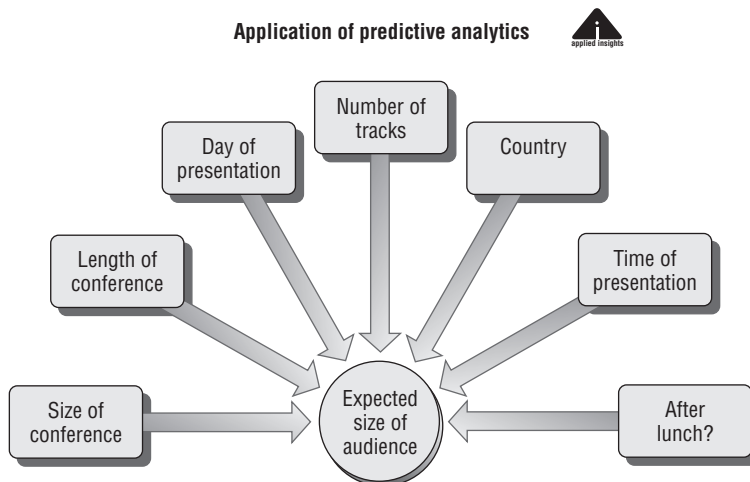 Application of predictive analytics
i
applied insights
Number of
tracks
Day of
presentation
Country
Length of
conference
Time of
presentation
Size of
conference
Expected
size of
audience
After
lunch?